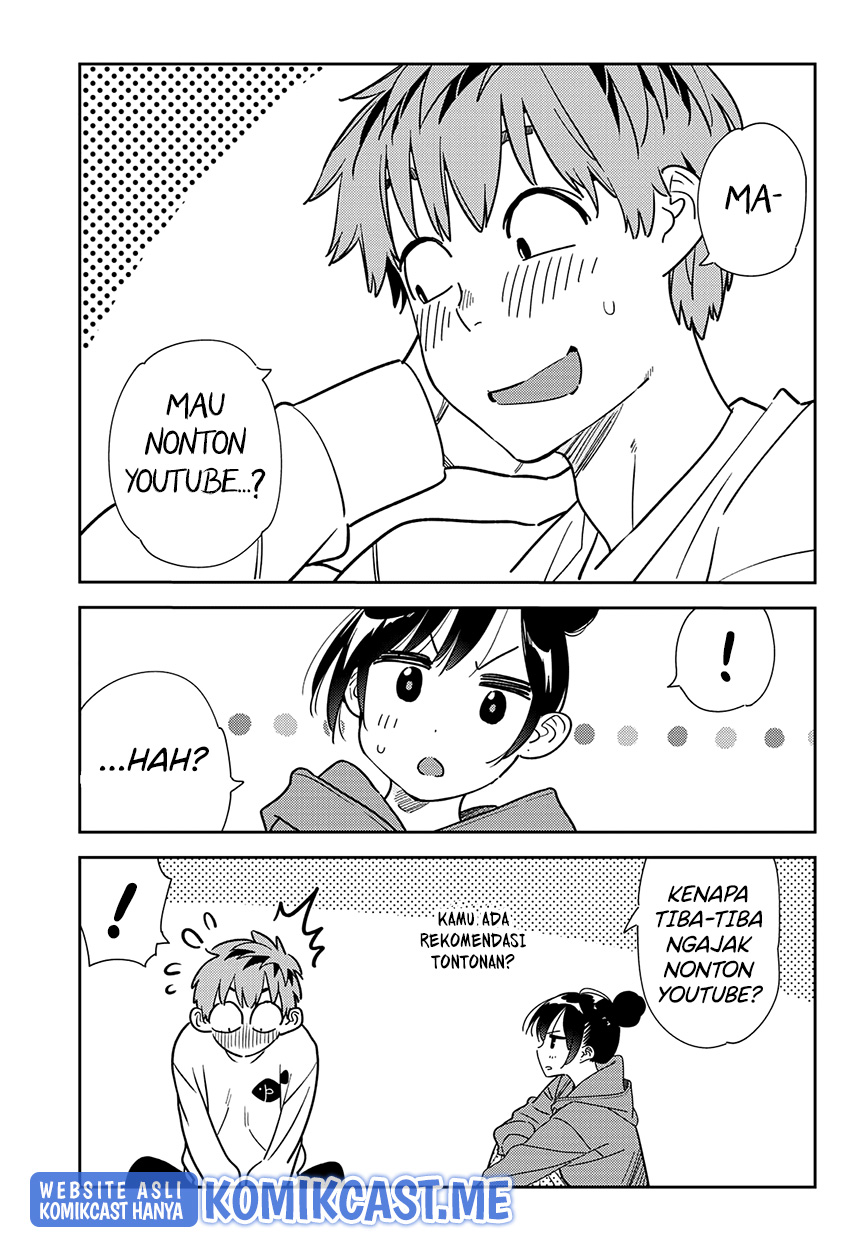 MA-
MAU
NONTON
YOUTUBE...?
!
...HAH?
KENAPA
TIBA-TIBA
NGAJAK
NONTON
YOUTUBE?
KAMU ADA
REKOMENDASI
TONTONAN?
!
WEBSITE ASLI
KOMIKCAST HANYA
KOMIKCAST.ME